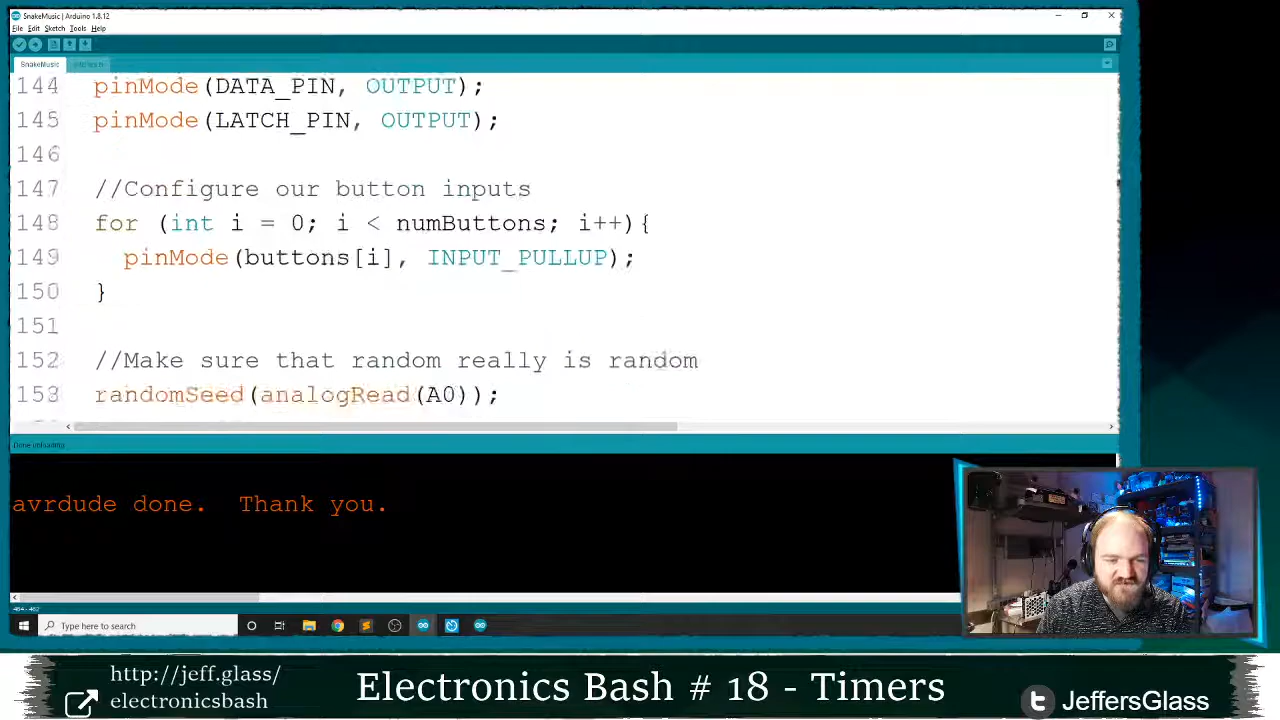 SnakeMusic | Arduino 1.8.12
File Edit Sketch Tools Help
SnakeMusic
144 pinMode(DATA_PIN, OUTPUT);
145 pinMode(LATCH_PIN, OUTPUT);
146
147 //Configure our button inputs
148 for (int i = 0; i < numButtons; i++){
149 pinMode(buttons[i], INPUT_PULLUP);
150 }
151
152 //Make sure that random really is random
153 randomSeed(analogRead(A0));
Done uploading.
avrdude done. Thank you.
Type here to search
http://jeff.glass/
electronicsbash
Electronics Bash # 18 - Timers
JeffersGlass